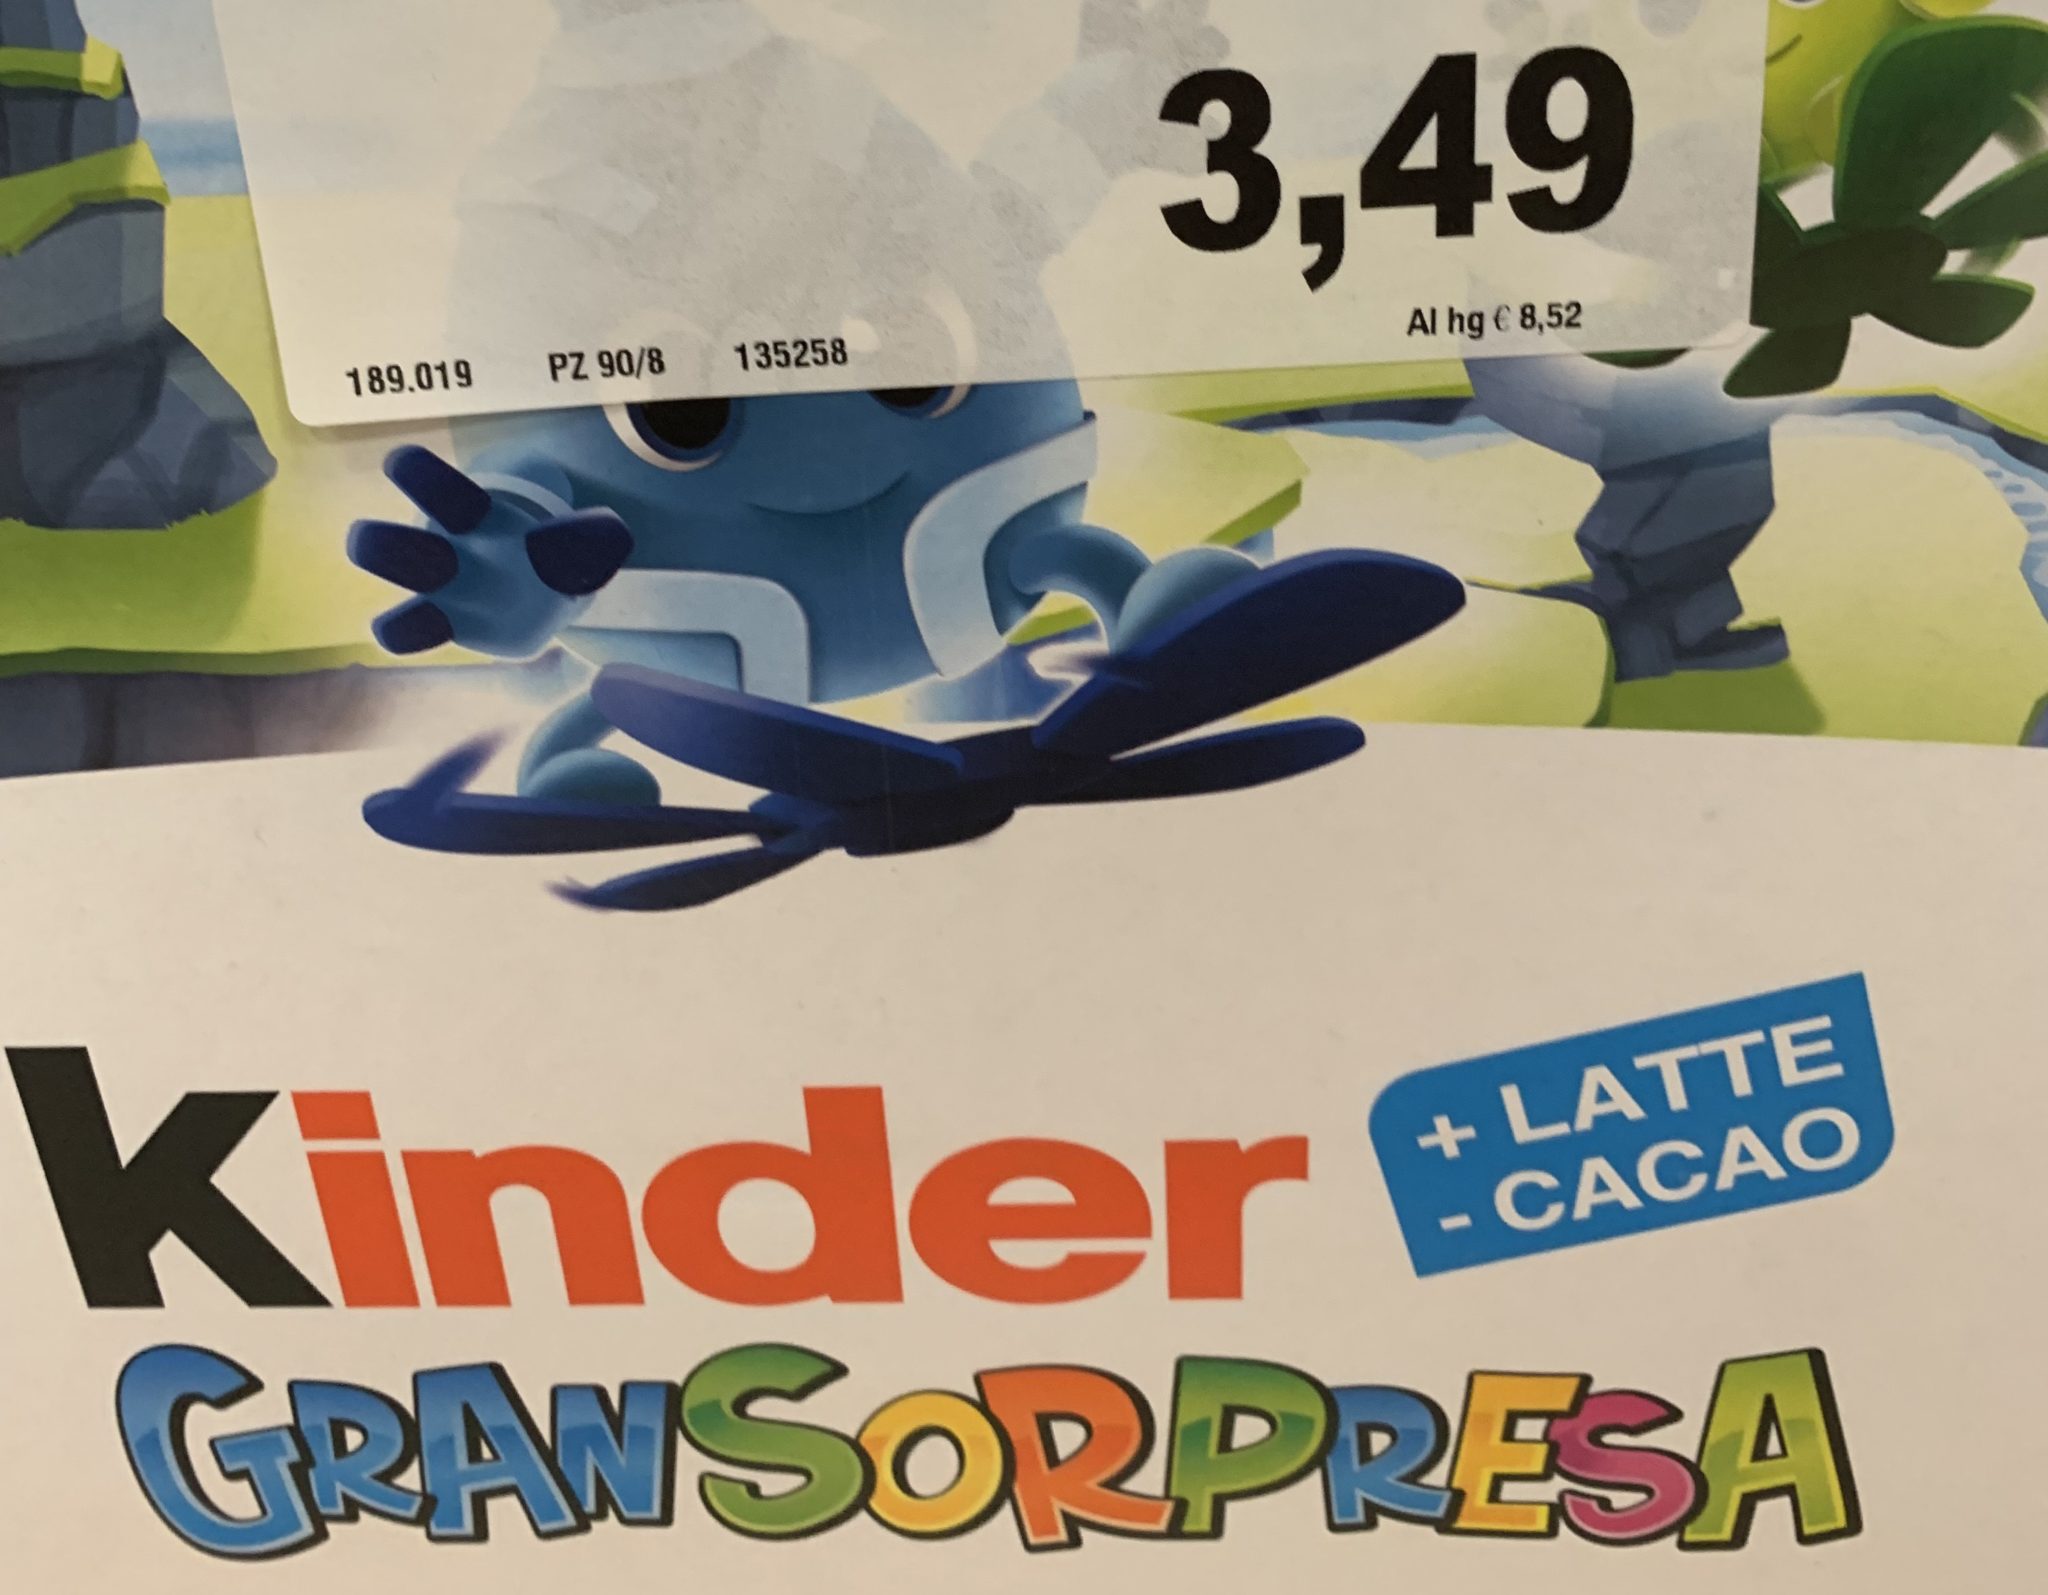 3,49
Al hg € 8,52
189.019 PZ 90/8 135258
+ LATTE
- CACAO
Kinder
GRANSORPRESA